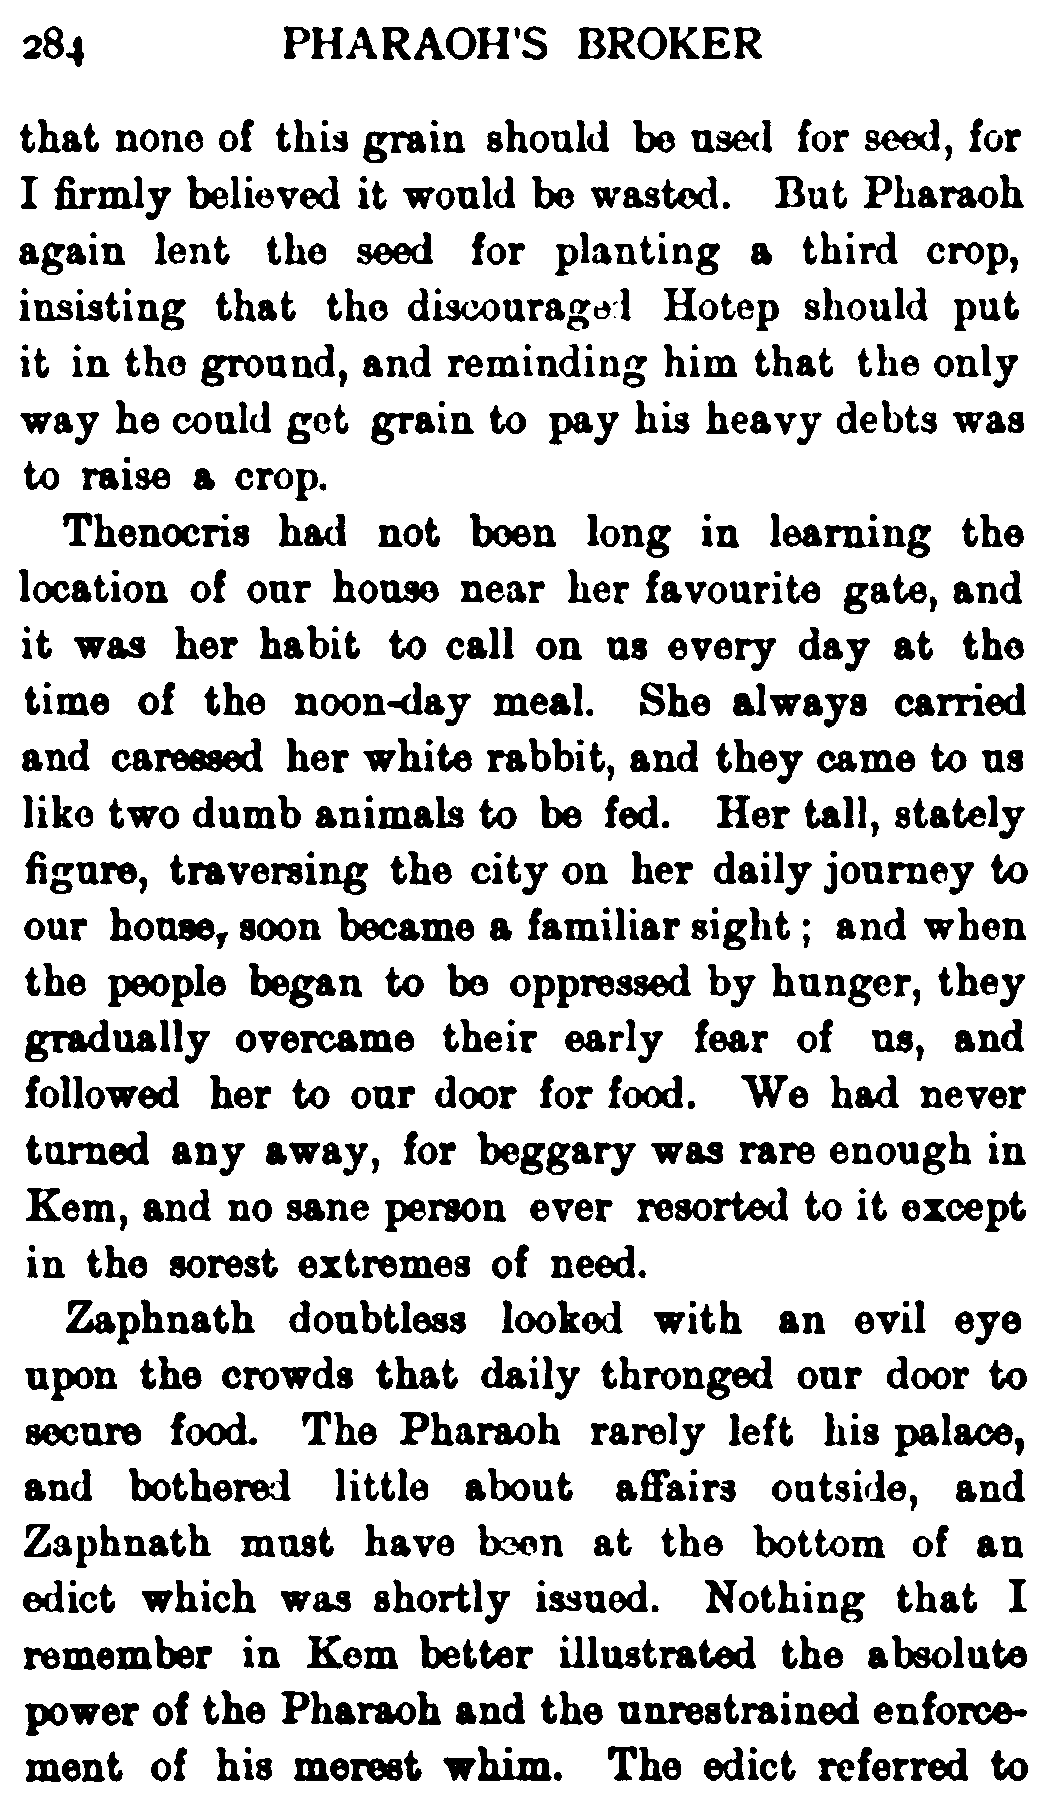 284 PHARAOH'S BROKER
that none of this grain should be used for seed, for
I firmly believed it would be wasted. But Pharaoh
again lent the seed for planting a third crop,
insisting that the discouraged Hotep should put
it in the ground, and reminding him that the only
way he could get grain to pay his heavy debts was
to raise a crop.
Thenocris had not been long in learning the
location of our house near her favourite gate, and
it was her habit to call on us every day at the
time of the noon-day meal. She always carried
and caressed her white rabbit, and they came to us
like two dumb animals to be fed. Her tall, stately
figure, traversing the city on her daily journey to
our house, soon became a familiar sight; and when
the people began to be oppressed by hunger, they
gradually overcame their early fear of us, and
followed her to our door for food. We had never
turned any away, for beggary was rare enough in
Kem, and no sane person ever resorted to it except
in the sorest extremes of need.
Zaphnath doubtless looked with an evil eye
upon the crowds that daily thronged our door to
secure food. The Pharaoh rarely left his palace,
and bothered little about affairs outside, and
Zaphnath must have been at the bottom of an
edict which was shortly issued. Nothing that I
remember in Kem better illustrated the absolute
power of the Pharaoh and the unrestrained enforce-
ment of his merest whim. The edict referred to